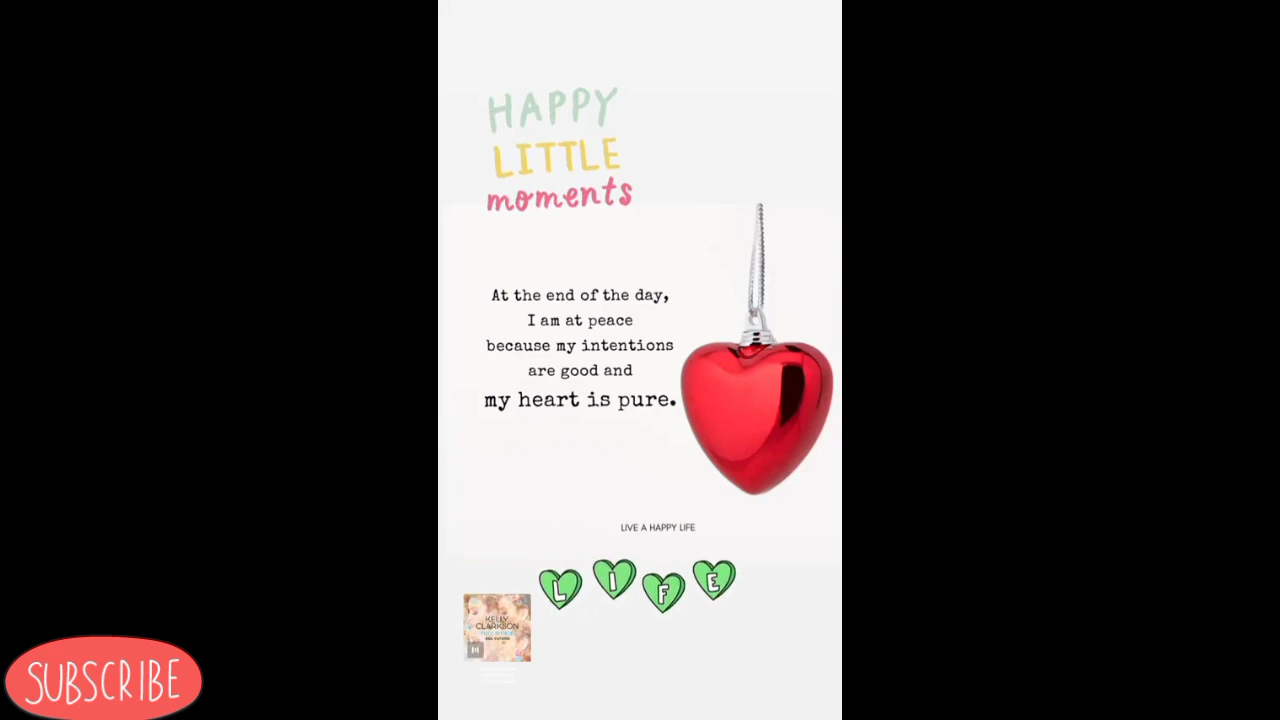 HAPPY
LITTLE
moments
At the end of the day,
I am at peace
because my intentions
are good and
my heart is pure.
LIVE A HAPPY LIFE
LIFE
KELLY
CLARKSON
SUBSCRIBE